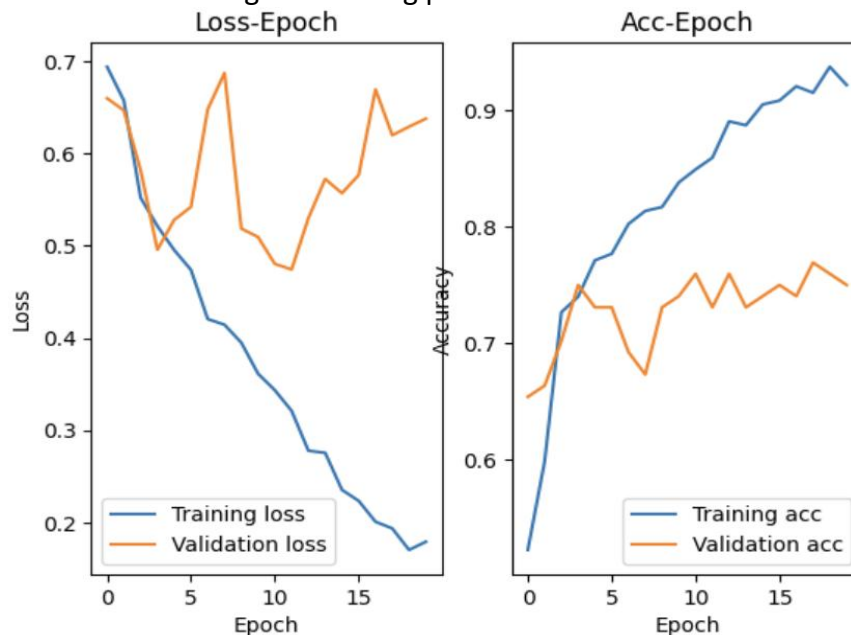 Loss-Epoch
0.7
0.6
0.5
0.4
0.3
0.2
Loss
Training loss
Validation loss
0
5
10
15
Epoch
Acc-Epoch
0.9
0.8
0.7
0.6
Accuracy
Training acc
Validation acc
0
5
10
15
Epoch